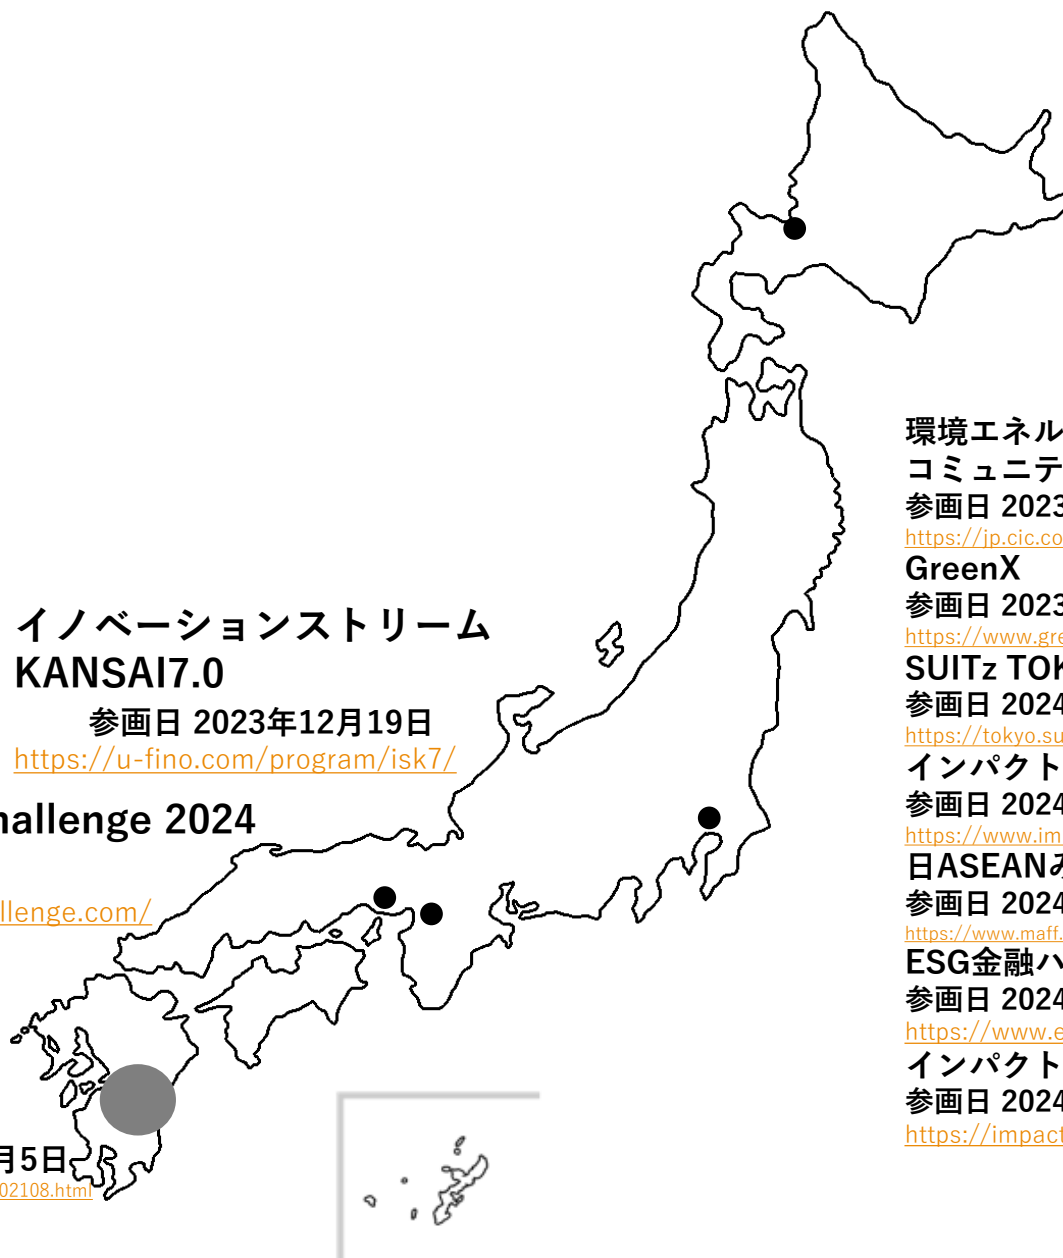 イノベーションストリーム
KANSAI7.0
参画日 2023年12月19日
https://u-fino.com/program/isk7/
hallenge 2024
llenge.com/
月5日
02108.html
環境エネル
コミュニテ
参画日 2023
https://jp.cic.co
GreenX
参画日 2023
https://www.gre
SUITz TOK
参画日 2024
https://tokyo.su
インパクト
参画日 2024
https://www.im
日ASEANみ
参画日 2024
https://www.maff.
ESG金融ハ
参画日 2024
https://www.e
インパクト
参画日 2024
https://impact